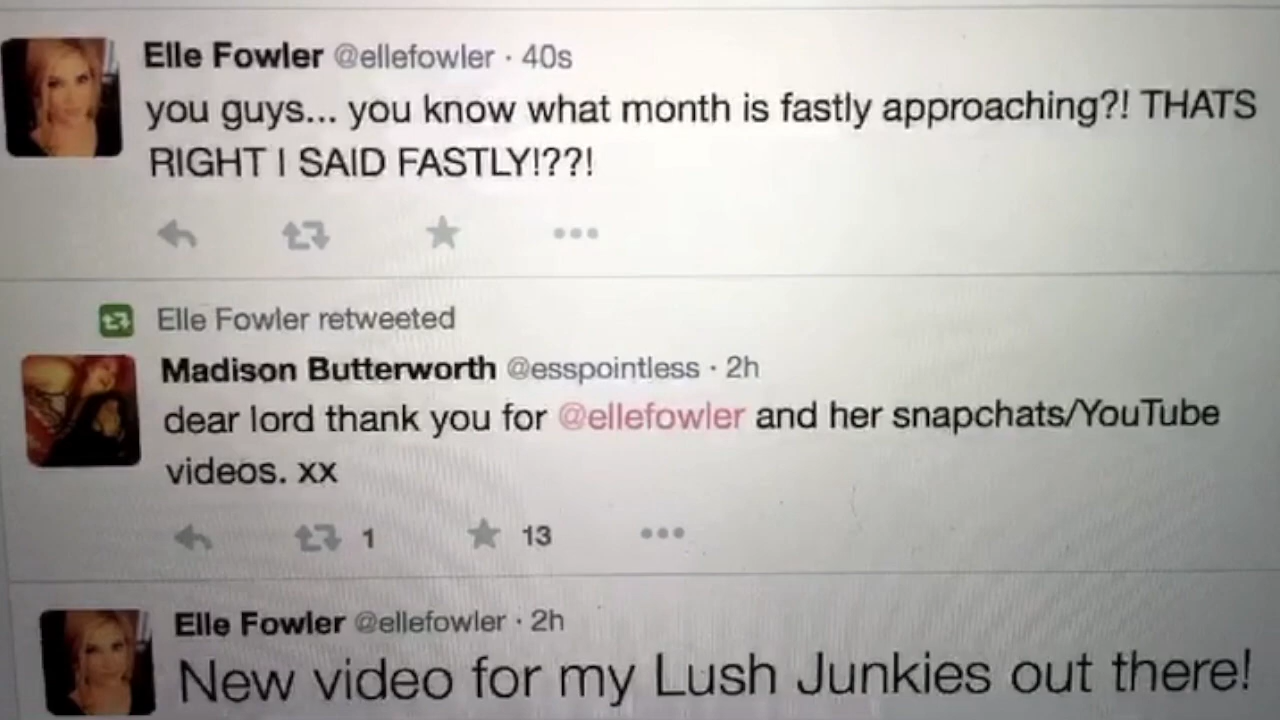 Elle Fowler @ellefowler · 40s
you guys... you know what month is fastly approaching?! THATS
RIGHT I SAID FASTLY!??!
Elle Fowler retweeted
Madison Butterworth @esspointless · 2h
dear lord thank you for @ellefowler and her snapchats/YouTube
videos. xx
1 13
Elle Fowler @ellefowler · 2h
New video for my Lush Junkies out there!